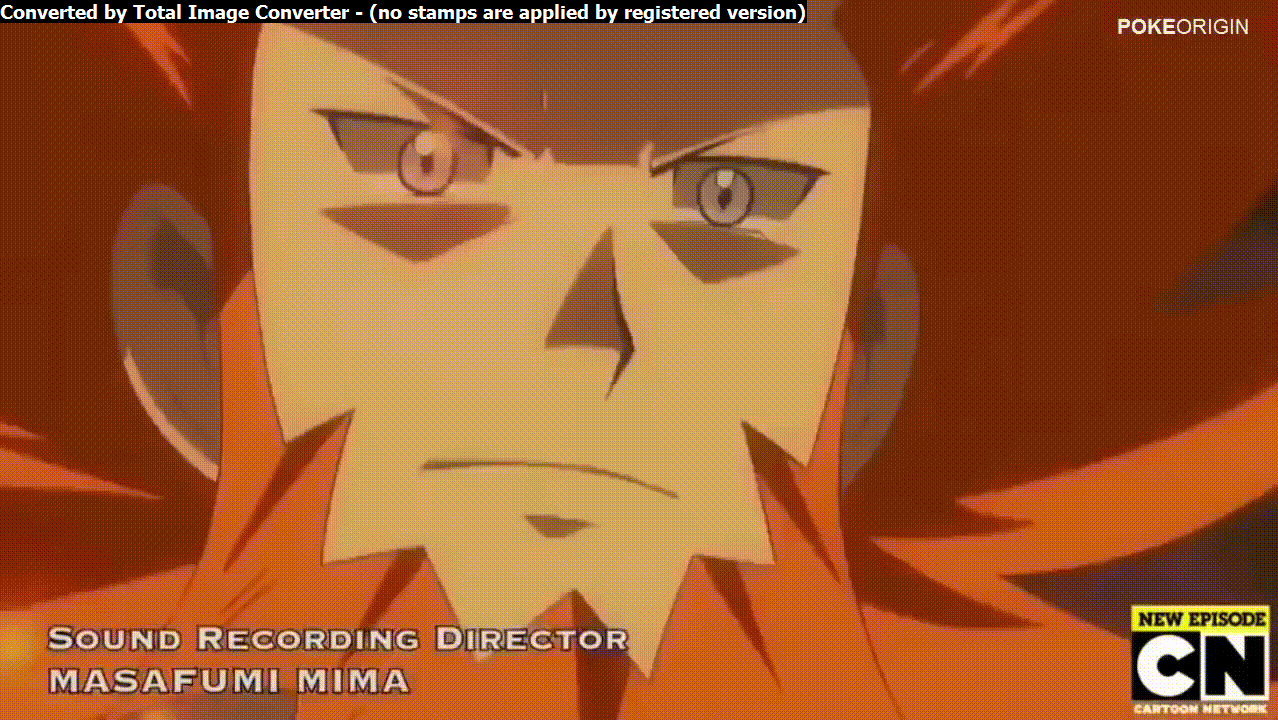 Converted by Total Image Converter - (no stamps are applied by registered version)
POKEORIGIN
SOUND RECORDING DIRECTOR
MASAFUMI MIMA
NEW EPISODE
CN
CARTOON NETWORK